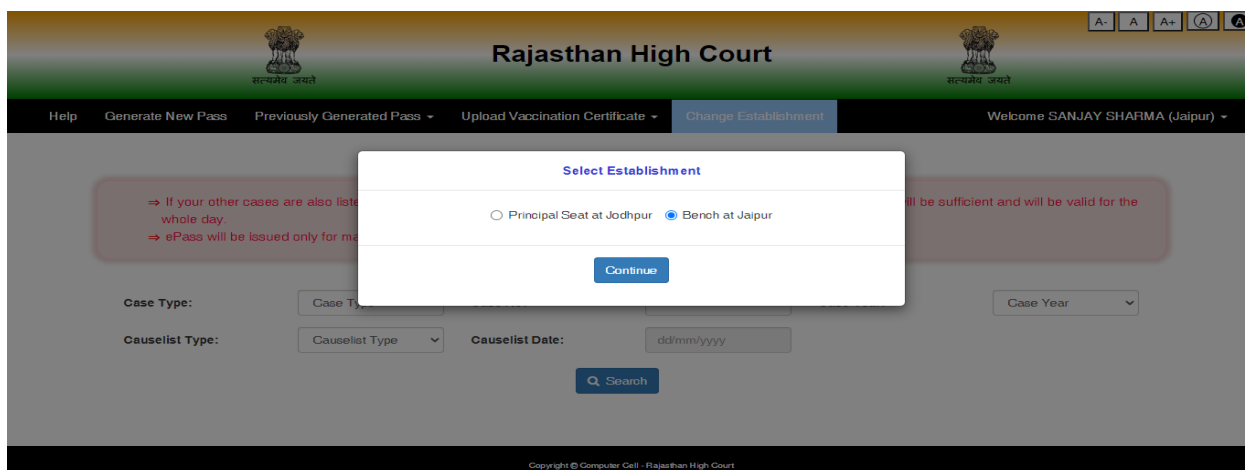 A- A A+ A A
Rajasthan High Court
सत्यमेव जयते
सत्यमेव जयते
Help Generate New Pass Previously Generated Pass Upload Vaccination Certificate Change Establishment Welcome SANJAY SHARMA (Jaipur)
Select Establishment
⇒ If your other cases are also liste
ill be sufficient and will be valid for the
whole day.
⇒ ePass will be issued only for ma
Principal Seat at Jodhpur Bench at Jaipur
Continue
Case Type: Case Ty Case Year
Causelist Type: Causelist Type Causelist Date: dd/mm/yyyy
Search
Copyright © Computer Cell - Rajasthan High Court